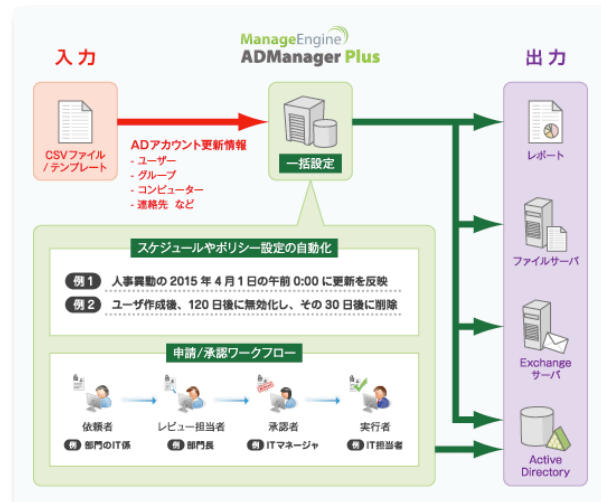 ManageEngine
ADManager Plus
入力
出力
CSVファイル
/テンプレート
ADアカウント更新情報
- ユーザー
- グループ
- コンピューター
- 連絡先 など
一括設定
レポート
ファイルサーバ
Exchange
サーバ
Active
Directory
スケジュールやポリシー設定の自動化
例1 人事異動の 2015 年 4 月 1 日の午前 0:00 に更新を反映
例2 ユーザ作成後、120 日後に無効化し、その 30 日後に削除
申請/承認ワークフロー
依頼者 レビュー担当者 承認者 実行者
例 部門のIT係 例 部門長 例 ITマネージャ 例 IT担当者